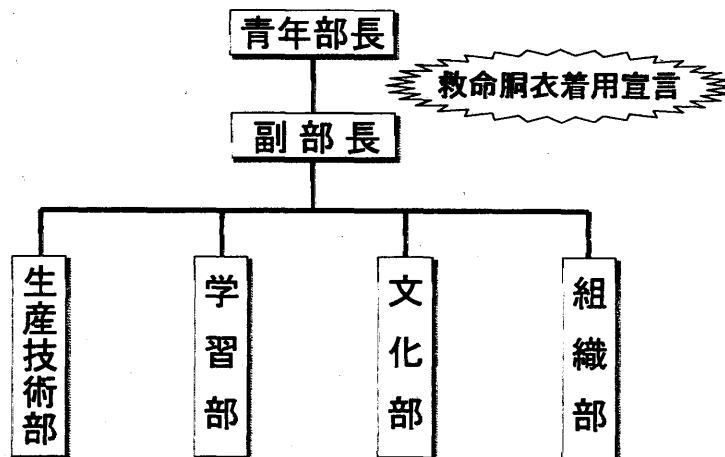 青年部長
救命胴衣着用宣言
副部長
生産技術部
学習部
文化部
組織部